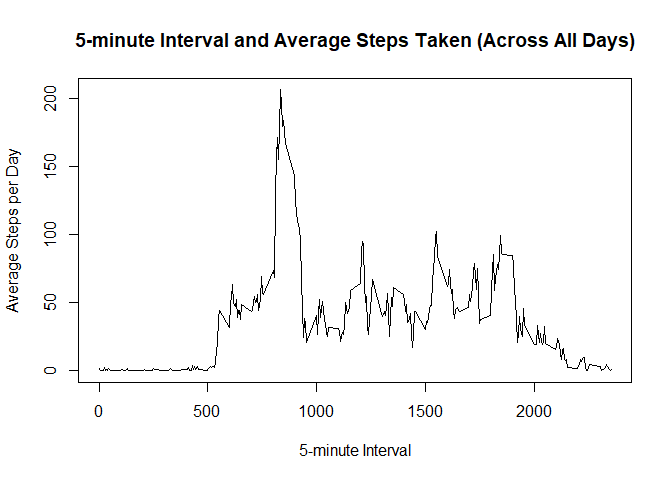 5-minute Interval and Average Steps Taken (Across All Days)
Average Steps per Day
200
150
100
50
0
0 500 1000 1500 2000
5-minute Interval